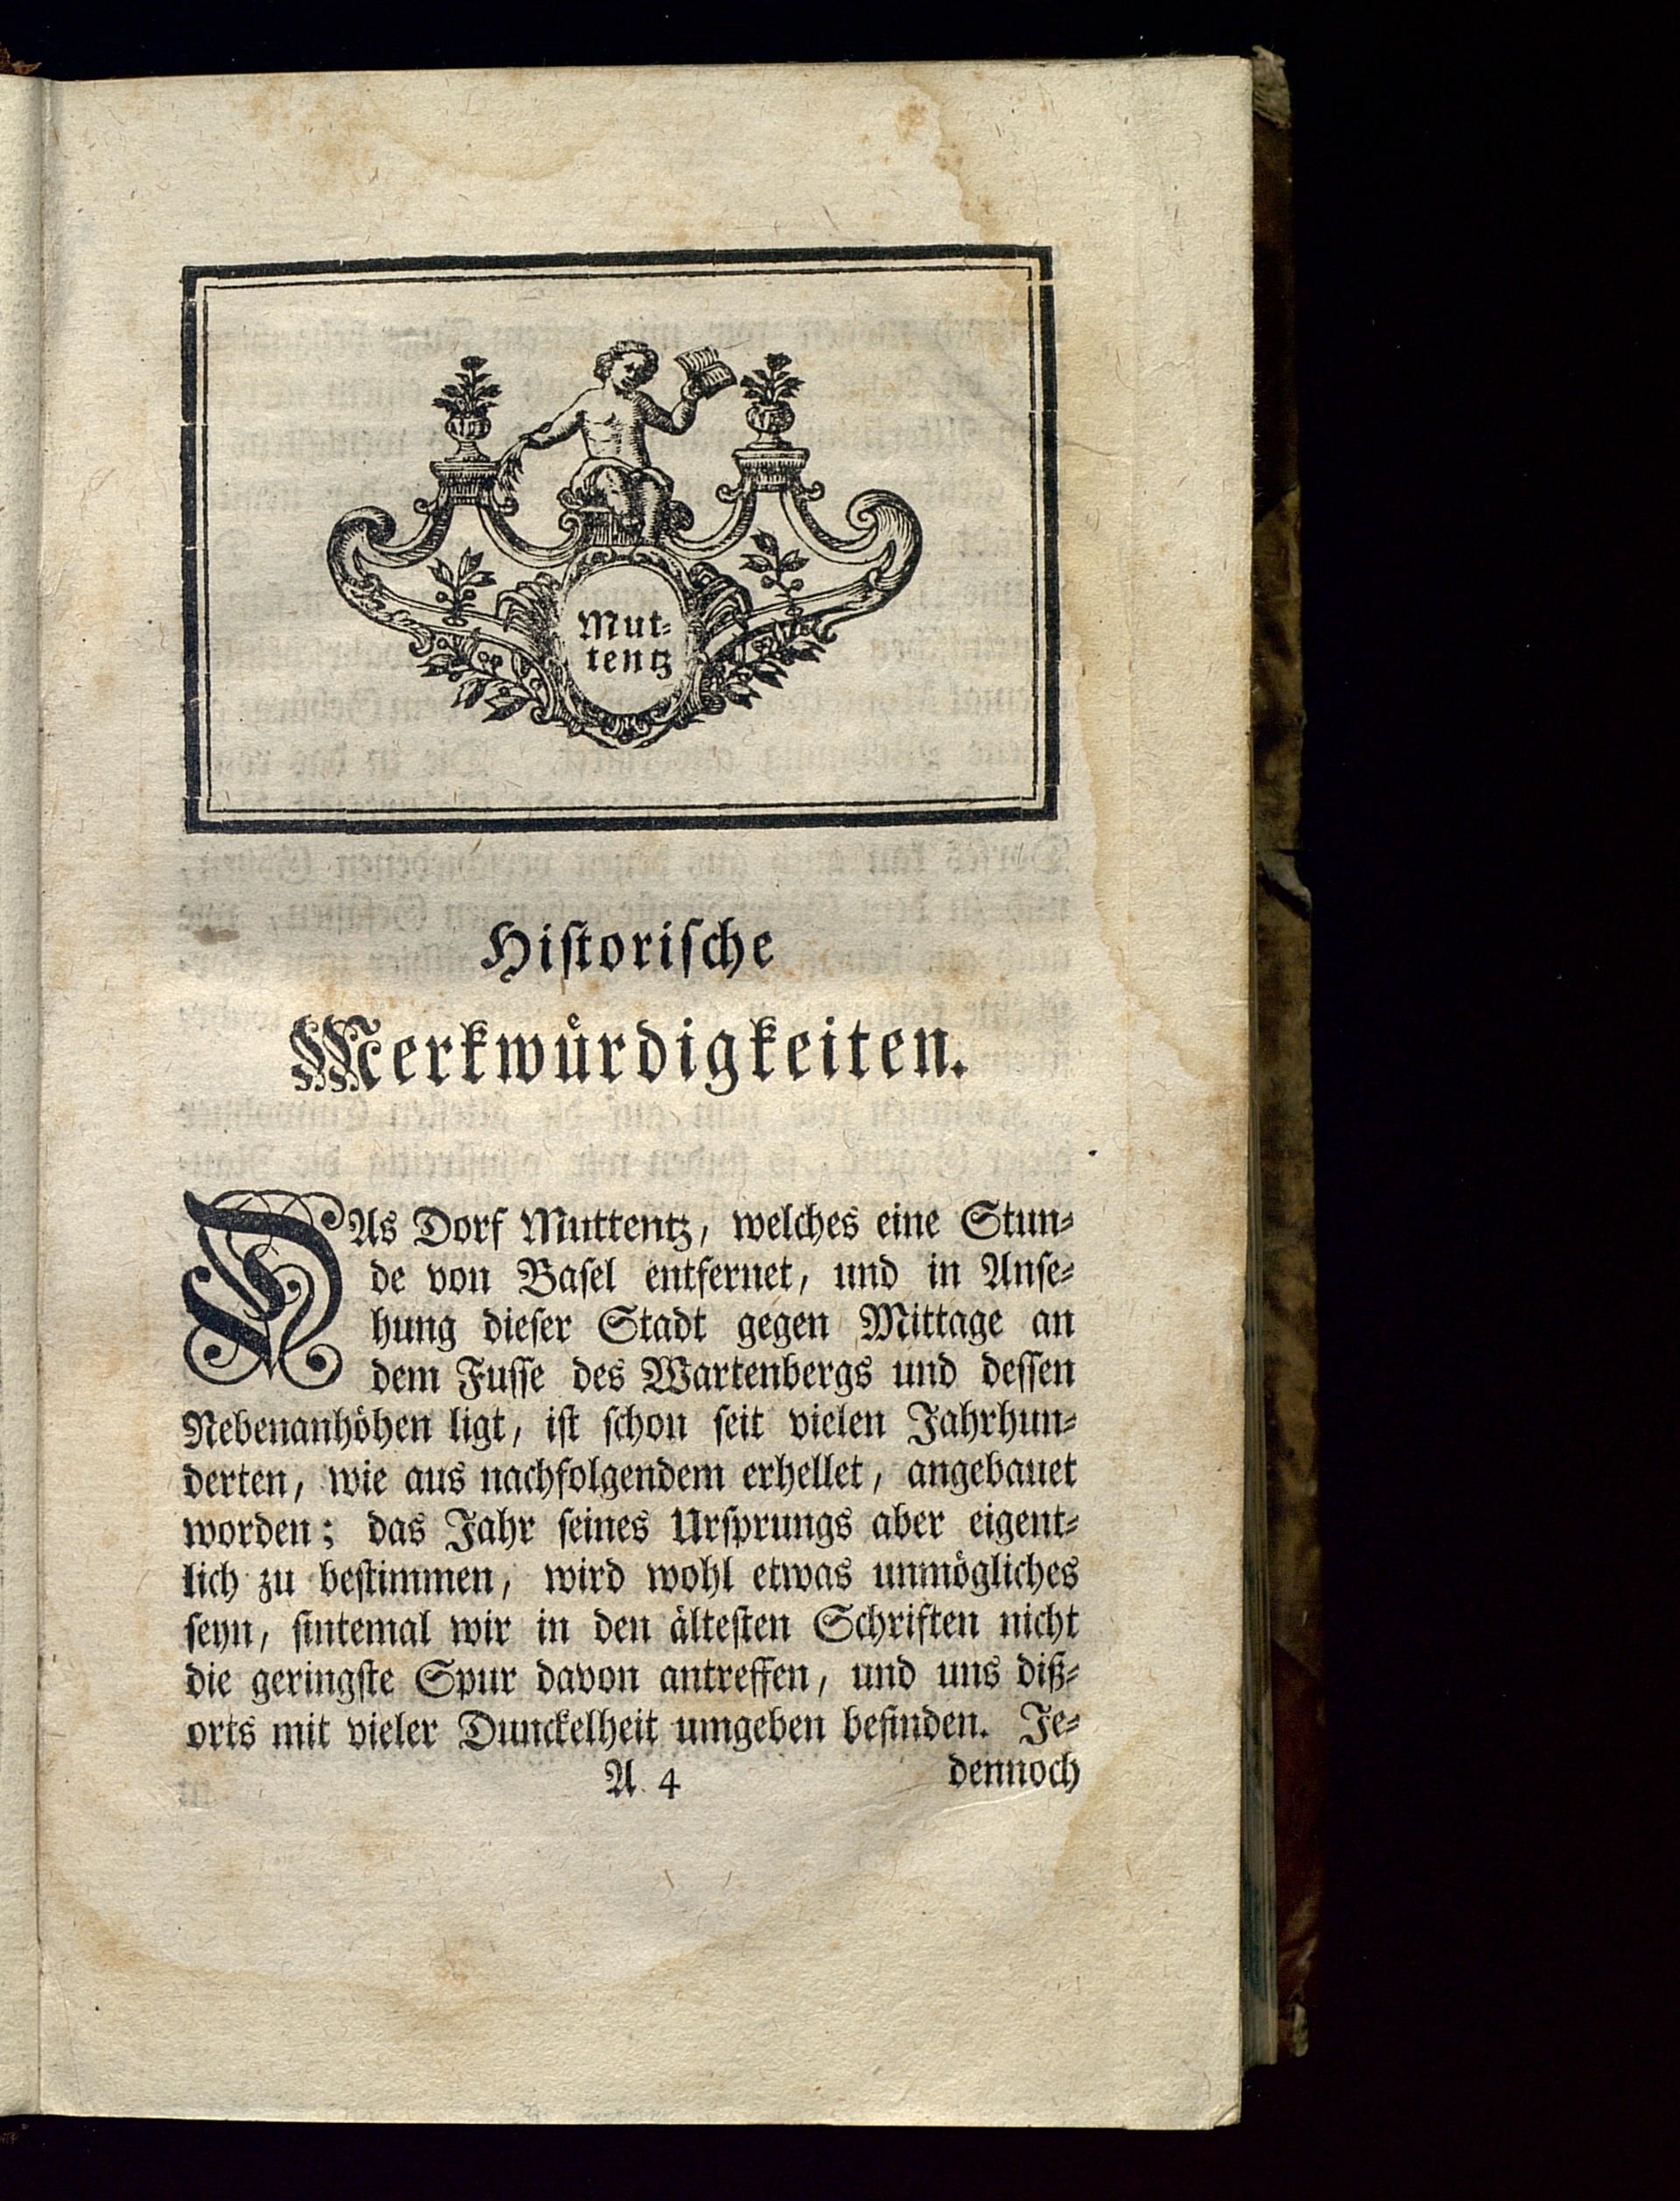 Mut⸗
tentz
Hiſtoriſche
Merkwuͤrdigkeiten.
DAs Dorf Muttentz, welches eine Stun⸗
de von Baſel entfernet, und in Anſe⸗
hung dieſer Stadt gegen Mittage an
dem Fuſſe des Wartenbergs und deſſen
Nebenanhöhen ligt, iſt ſchon ſeit vielen Jahrhun⸗
derten, wie aus nachfolgendem erhellet, angebauet
worden; das Jahr ſeines Urſprungs aber eigent⸗
lich zu beſtimmen, wird wohl etwas unmögliches
ſeyn, ſintemal wir in den älteſten Schriften nicht
die geringſte Spur davon antreffen, und uns diß⸗
orts mit vieler Dunckelheit umgeben befinden. Je⸗
A 4 dennoch